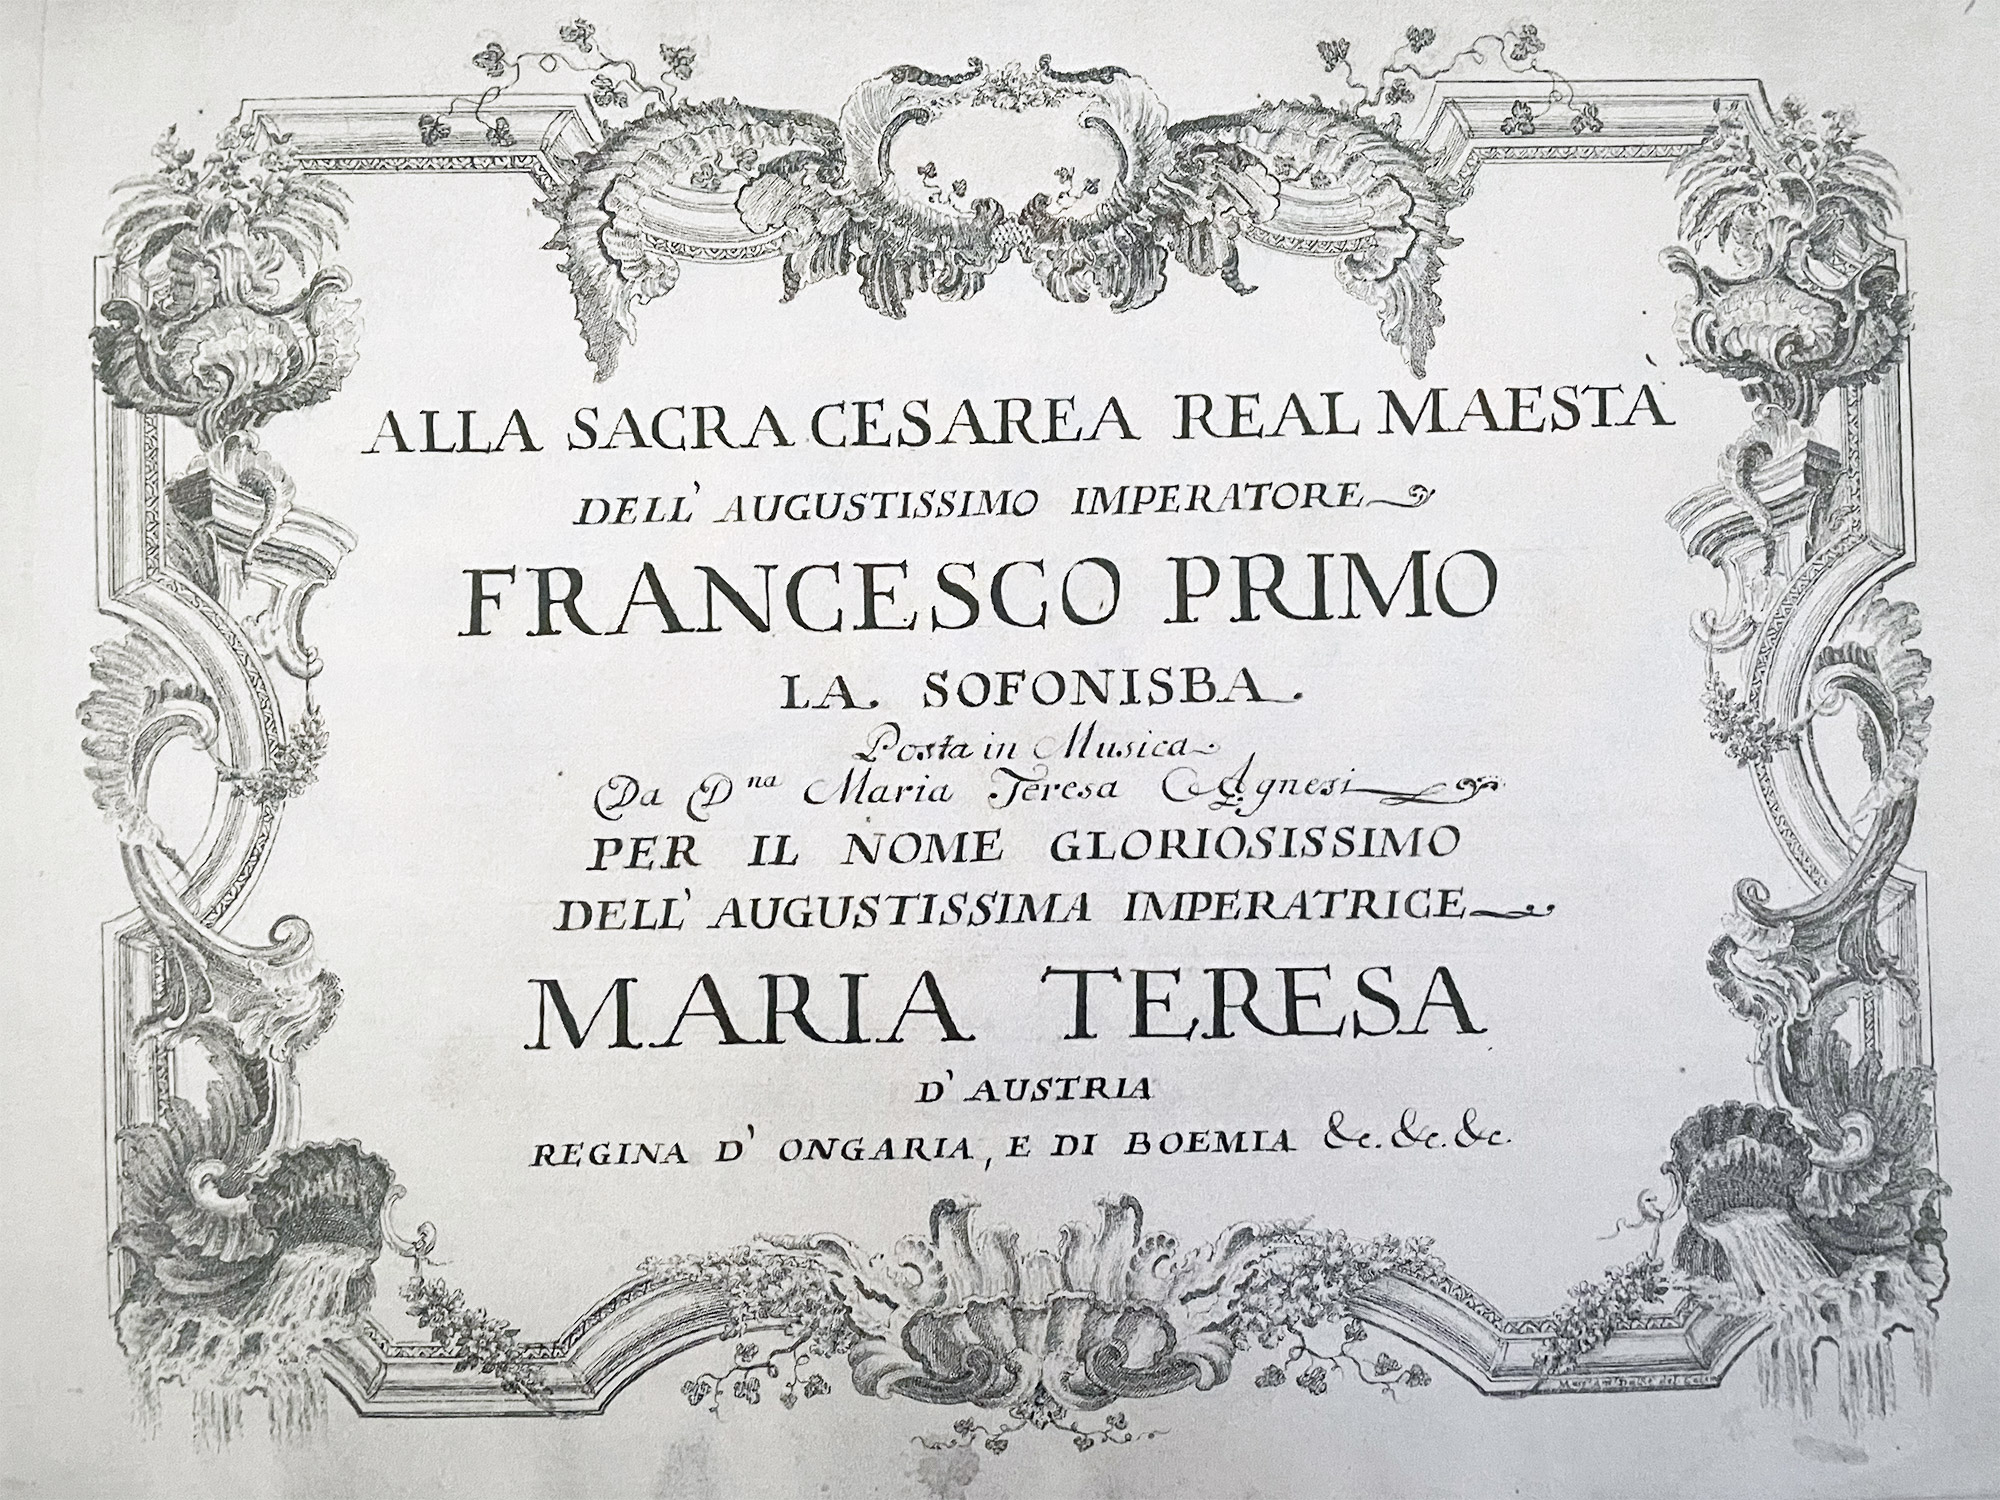 ALLA SACRA CESAREA REAL MAESTÀ
DELL' AUGUSTISSIMO IMPERATORE
FRANCESCO PRIMO
LA. SOFONISBA.
Posta in Musica
Da Dna Maria Teresa Agnesi
PER IL NOME GLORIOSISSIMO
DELL' AUGUSTISSIMA IMPERATRICE
MARIA TERESA
D' AUSTRIA
REGINA D' ONGARIA, E DI BOEMIA &c. &c. &c.